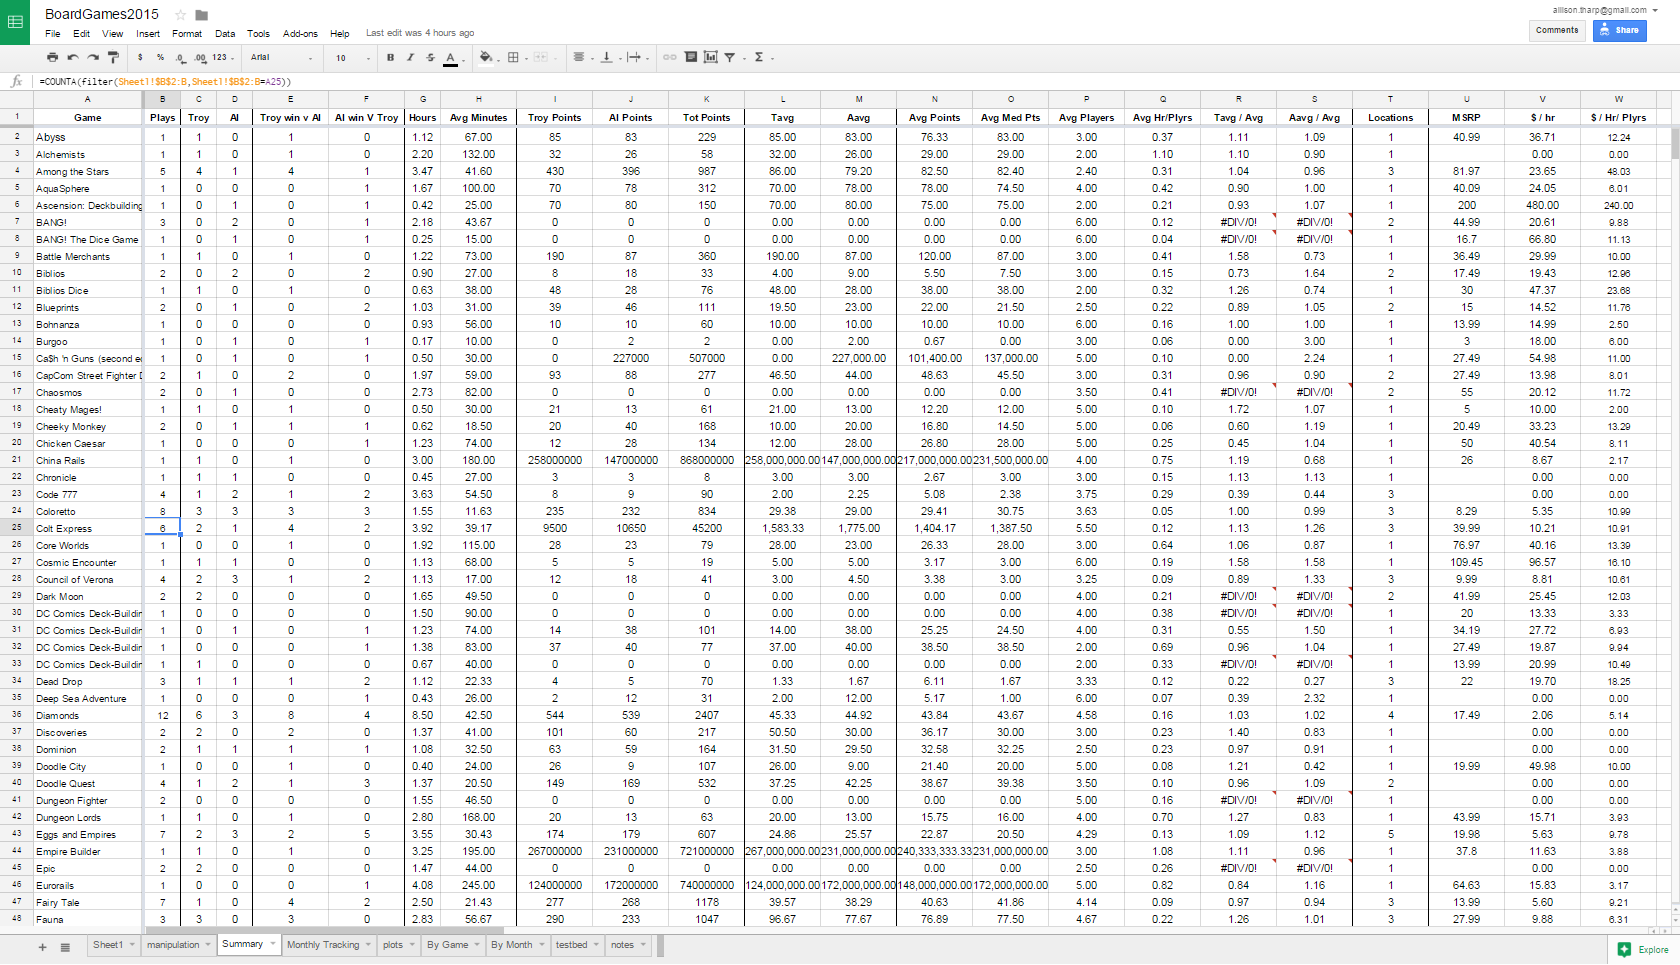 BoardGames2015
allison.tharp@gmail.com
File Edit View Insert Format Data Tools Add-ons Help Last edit was 4 hours ago
Comments Share
$ % .0 .00 123 Arial 10 B I S A Σ
fx =COUNTA(filter(Sheet1!$B$2:B,Sheet1!$B$2:B=A25))
A B C D E F G H I J K L M N O P Q R S T U V W
1 Game Plays Troy Al Troy win v Al Al win V Troy Hours Avg Minutes Troy Points Al Points Tot Points Tavg Aavg Avg Points Avg Med Pts Avg Players Avg Hr/Plyrs Tavg / Avg Aavg / Avg Locations MSRP $ / hr $ / Hr/ Plyrs
2 Abyss 1 1 0 1 0 1.12 67.00 85 83 229 85.00 83.00 76.33 83.00 3.00 0.37 1.11 1.09 1 40.99 36.71 12.24
3 Alchemists 1 1 0 1 0 2.20 132.00 32 26 58 32.00 26.00 29.00 29.00 2.00 1.10 1.10 0.90 1 0.00 0.00
4 Among the Stars 5 4 1 4 1 3.47 41.60 430 396 987 86.00 79.20 82.50 82.40 2.40 0.31 1.04 0.96 3 81.97 23.65 48.03
5 AquaSphere 1 0 0 0 1 1.67 100.00 70 78 312 70.00 78.00 78.00 74.50 4.00 0.42 0.90 1.00 1 40.09 24.05 6.01
6 Ascension: Deckbuilding 1 0 1 0 1 0.42 25.00 70 80 150 70.00 80.00 75.00 75.00 2.00 0.21 0.93 1.07 1 200 480.00 240.00
7 BANG! 3 0 2 0 1 2.18 43.67 0 0 0 0.00 0.00 0.00 0.00 6.00 0.12 #DIV/0! #DIV/0! 2 44.99 20.61 9.88
8 BANG! The Dice Game 1 0 1 0 1 0.25 15.00 0 0 0 0.00 0.00 0.00 0.00 6.00 0.04 #DIV/0! #DIV/0! 1 16.7 66.80 11.13
9 Battle Merchants 1 1 0 1 0 1.22 73.00 190 87 360 190.00 87.00 120.00 87.00 3.00 0.41 1.58 0.73 1 36.49 29.99 10.00
10 Biblios 2 0 2 0 2 0.90 27.00 8 18 33 4.00 9.00 5.50 7.50 3.00 0.15 0.73 1.64 2 17.49 19.43 12.96
11 Biblios Dice 1 1 0 1 0 0.63 38.00 48 28 76 48.00 28.00 38.00 38.00 2.00 0.32 1.26 0.74 1 30 47.37 23.68
12 Blueprints 2 0 1 0 2 1.03 31.00 39 46 111 19.50 23.00 22.00 21.50 2.50 0.22 0.89 1.05 2 15 14.52 11.76
13 Bohnanza 1 0 0 0 0 0.93 56.00 10 10 60 10.00 10.00 10.00 10.00 6.00 0.16 1.00 1.00 1 13.99 14.99 2.50
14 Burgoo 1 0 1 0 1 0.17 10.00 0 2 2 0.00 2.00 0.67 0.00 3.00 0.06 0.00 3.00 1 3 18.00 6.00
15 Ca$h 'n Guns (second e 1 0 1 0 1 0.50 30.00 0 227000 507000 0.00 227,000.00 101,400.00 137,000.00 5.00 0.10 0.00 2.24 1 27.49 54.98 11.00
16 CapCom Street Fighter 2 1 0 2 0 1.97 59.00 93 88 277 46.50 44.00 48.63 45.50 3.00 0.31 0.96 0.90 2 27.49 13.98 8.01
17 Chaosmos 2 0 1 0 0 2.73 82.00 0 0 0 0.00 0.00 0.00 0.00 3.50 0.41 #DIV/0! #DIV/0! 2 55 20.12 11.72
18 Cheaty Mages! 1 1 0 1 0 0.50 30.00 21 13 61 21.00 13.00 12.20 12.00 5.00 0.10 1.72 1.07 1 5 10.00 2.00
19 Cheeky Monkey 2 0 1 1 1 0.62 18.50 20 40 168 10.00 20.00 16.80 14.50 5.00 0.06 0.60 1.19 1 20.49 33.23 13.29
20 Chicken Caesar 1 0 0 0 1 1.23 74.00 12 28 134 12.00 28.00 26.80 28.00 5.00 0.25 0.45 1.04 1 50 40.54 8.11
21 China Rails 1 1 0 1 0 3.00 180.00 258000000 147000000 868000000 258,000,000.00 147,000,000.00 217,000,000.00 231,500,000.00 4.00 0.75 1.19 0.68 1 26 8.67 2.17
22 Chronicle 1 1 1 0 0 0.45 27.00 3 3 8 3.00 3.00 2.67 3.00 3.00 0.15 1.13 1.13 1 0.00 0.00
23 Code 777 4 1 2 1 2 3.63 54.50 8 9 90 2.00 2.25 5.08 2.38 3.75 0.29 0.39 0.44 3 0.00 0.00
24 Coloretto 8 3 3 3 3 1.55 11.63 235 232 834 29.38 29.00 29.41 30.75 3.63 0.05 1.00 0.99 3 8.29 5.35 10.99
25 Colt Express 6 2 1 4 2 3.92 39.17 9500 10650 45200 1,583.33 1,775.00 1,404.17 1,387.50 5.50 0.12 1.13 1.26 3 39.99 10.21 10.91
26 Core Worlds 1 0 0 1 0 1.92 115.00 28 23 79 28.00 23.00 26.33 28.00 3.00 0.64 1.06 0.87 1 76.97 40.16 13.39
27 Cosmic Encounter 1 1 1 0 0 1.13 68.00 5 5 19 5.00 5.00 3.17 3.00 6.00 0.19 1.58 1.58 1 109.45 96.57 16.10
28 Council of Verona 4 2 3 1 2 1.13 17.00 12 18 41 3.00 4.50 3.38 3.00 3.25 0.09 0.89 1.33 3 9.99 8.81 10.61
29 Dark Moon 2 2 0 0 0 1.65 49.50 0 0 0 0.00 0.00 0.00 0.00 4.00 0.21 #DIV/0! #DIV/0! 2 41.99 25.45 12.03
30 DC Comics Deck-Buildin 1 0 0 0 0 1.50 90.00 0 0 0 0.00 0.00 0.00 0.00 4.00 0.38 #DIV/0! #DIV/0! 1 20 13.33 3.33
31 DC Comics Deck-Buildin 1 0 1 0 1 1.23 74.00 14 38 101 14.00 38.00 25.25 24.50 4.00 0.31 0.55 1.50 1 34.19 27.72 6.93
32 DC Comics Deck-Buildin 1 0 0 0 1 1.38 83.00 37 40 77 37.00 40.00 38.50 38.50 2.00 0.69 0.96 1.04 1 27.49 19.87 9.94
33 DC Comics Deck-Buildin 1 1 0 0 0 0.67 40.00 0 0 0 0.00 0.00 0.00 0.00 2.00 0.33 #DIV/0! #DIV/0! 1 13.99 20.99 10.49
34 Dead Drop 3 1 1 1 2 1.12 22.33 4 5 70 1.33 1.67 6.11 1.67 3.33 0.12 0.22 0.27 3 22 19.70 18.25
35 Deep Sea Adventure 1 0 0 0 1 0.43 26.00 2 12 31 2.00 12.00 5.17 1.00 6.00 0.07 0.39 2.32 1 0.00 0.00
36 Diamonds 12 6 3 8 4 8.50 42.50 544 539 2407 45.33 44.92 43.84 43.67 4.58 0.16 1.03 1.02 4 17.49 2.06 5.14
37 Discoveries 2 2 0 2 0 1.37 41.00 101 60 217 50.50 30.00 36.17 30.00 3.00 0.23 1.40 0.83 1 0.00 0.00
38 Dominion 2 1 1 1 1 1.08 32.50 63 59 164 31.50 29.50 32.58 32.25 2.50 0.23 0.97 0.91 1 0.00 0.00
39 Doodle City 1 0 0 1 0 0.40 24.00 26 9 107 26.00 9.00 21.40 20.00 5.00 0.08 1.21 0.42 1 19.99 49.98 10.00
40 Doodle Quest 4 1 2 1 3 1.37 20.50 149 169 532 37.25 42.25 38.67 39.38 3.50 0.10 0.96 1.09 2 0.00 0.00
41 Dungeon Fighter 2 0 0 0 0 1.55 46.50 0 0 0 0.00 0.00 0.00 0.00 5.00 0.16 #DIV/0! #DIV/0! 1 0.00 0.00
42 Dungeon Lords 1 1 0 1 0 2.80 168.00 20 13 63 20.00 13.00 15.75 16.00 4.00 0.70 1.27 0.83 1 43.99 15.71 3.93
43 Eggs and Empires 7 2 3 2 5 3.55 30.43 174 179 607 24.86 25.57 22.87 20.50 4.29 0.13 1.09 1.12 5 19.98 5.63 9.78
44 Empire Builder 1 1 0 1 0 3.25 195.00 267000000 231000000 721000000 267,000,000.00 231,000,000.00 240,333,333.33 231,000,000.00 3.00 1.08 1.11 0.96 1 37.8 11.63 3.88
45 Epic 2 2 0 0 0 1.47 44.00 0 0 0 0.00 0.00 0.00 0.00 2.50 0.26 #DIV/0! #DIV/0! 1 0.00 0.00
46 Eurorails 1 0 0 0 1 4.08 245.00 124000000 172000000 740000000 124,000,000.00 172,000,000.00 148,000,000.00 172,000,000.00 5.00 0.82 0.84 1.16 1 64.63 15.83 3.17
47 Fairy Tale 7 1 0 4 2 2.50 21.43 277 268 1178 39.57 38.29 40.63 41.86 4.14 0.09 0.97 0.94 3 13.99 5.60 9.21
48 Fauna 3 3 0 3 0 2.83 56.67 290 233 1047 96.67 77.67 76.89 77.50 4.67 0.22 1.26 1.01 3 27.99 9.88 6.31
Sheet1 manipulation Summary Monthly Tracking plots By Game By Month testbed notes Explore